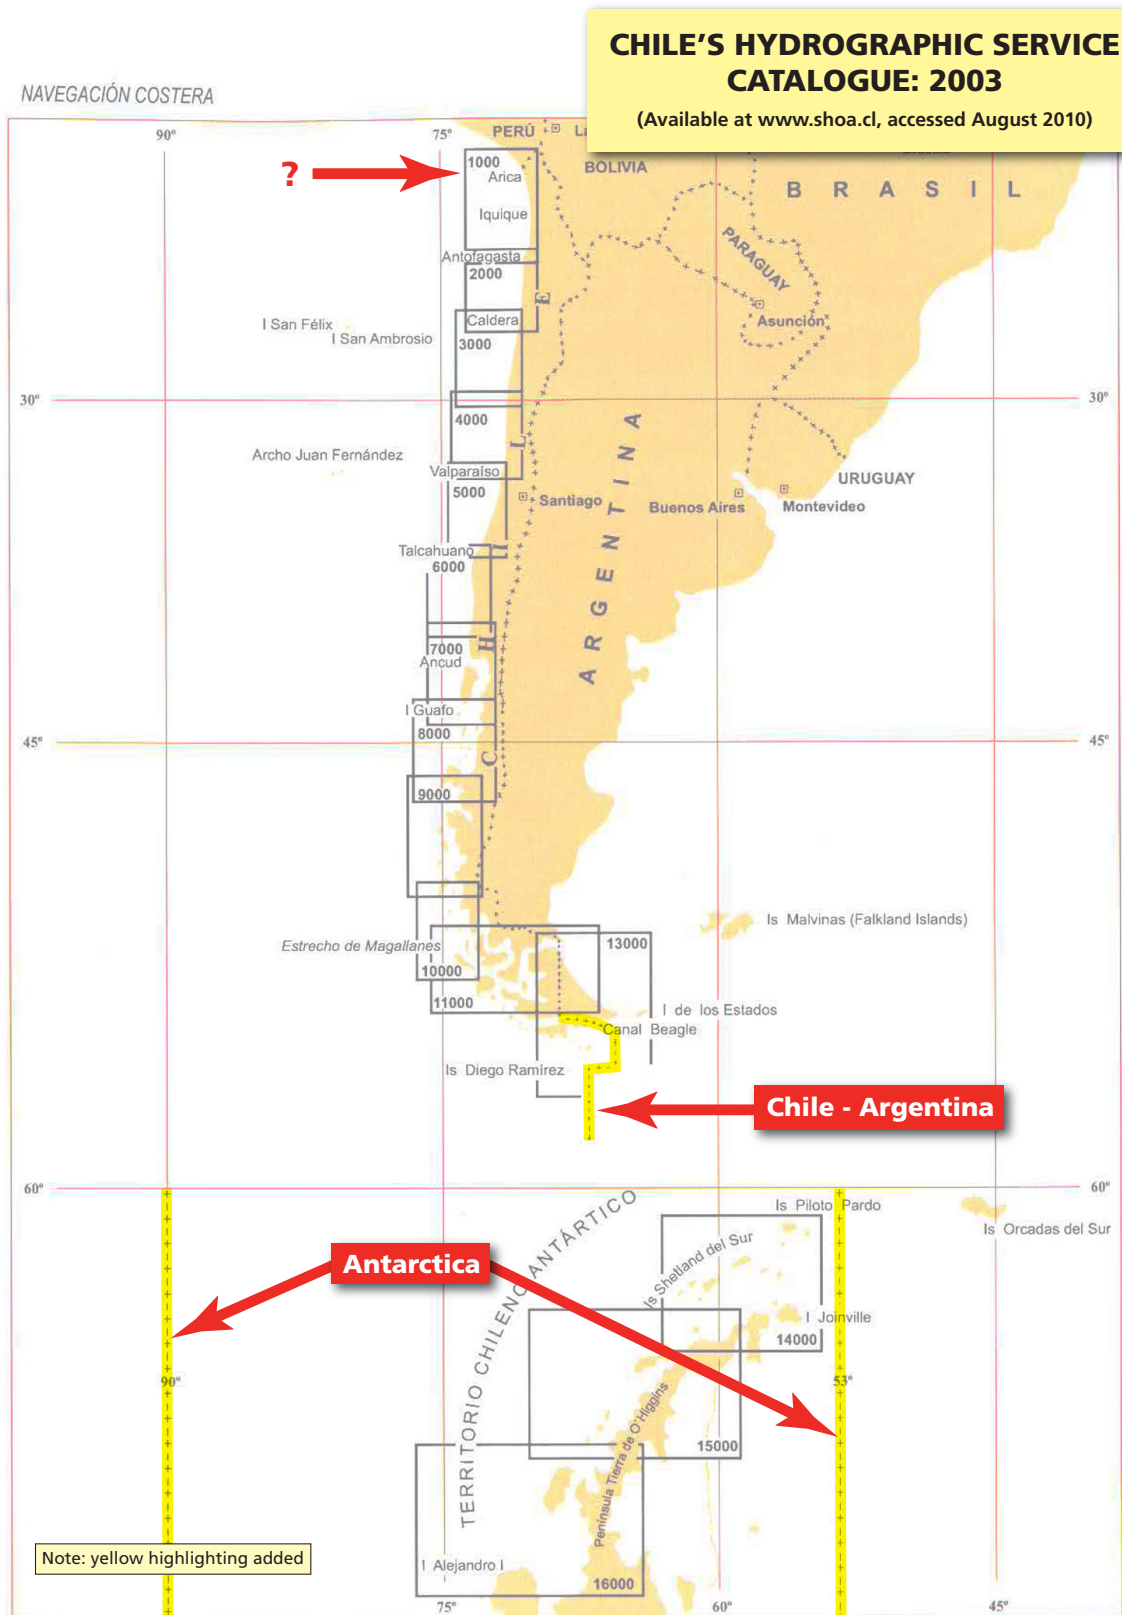 CHILE'S HYDROGRAPHIC SERVICE
CATALOGUE: 2003
(Available at www.shoa.cl, accessed August 2010)
NAVEGACIÓN COSTERA
90°
75°
PERÚ
BOLIVIA
BRASIL
?
1000
Arica
Iquique
Antofagasta
2000
PARAGUAY
Asunción
I San Félix
I San Ambrosio
Caldera
3000
30°
30°
4000
Archo Juan Fernández
Valparaíso
5000
Santiago
Buenos Aires
Montevideo
URUGUAY
ARGENTINA
CHILE
Talcahuano
6000
7000
Ancud
I Guafo
8000
45°
45°
9000
Is Malvinas (Falkland Islands)
Estrecho de Magallanes
10000
11000
13000
I de los Estados
Canal Beagle
Is Diego Ramírez
Chile - Argentina
60°
60°
TERRITORIO CHILENO ANTÁRTICO
Is Piloto Pardo
Is Orcadas del Sur
Is Shetland del Sur
Antarctica
I Joinville
14000
90°
53°
Península Tierra de O'Higgins
15000
Note: yellow highlighting added
I Alejandro I
16000
75°
60°
45°